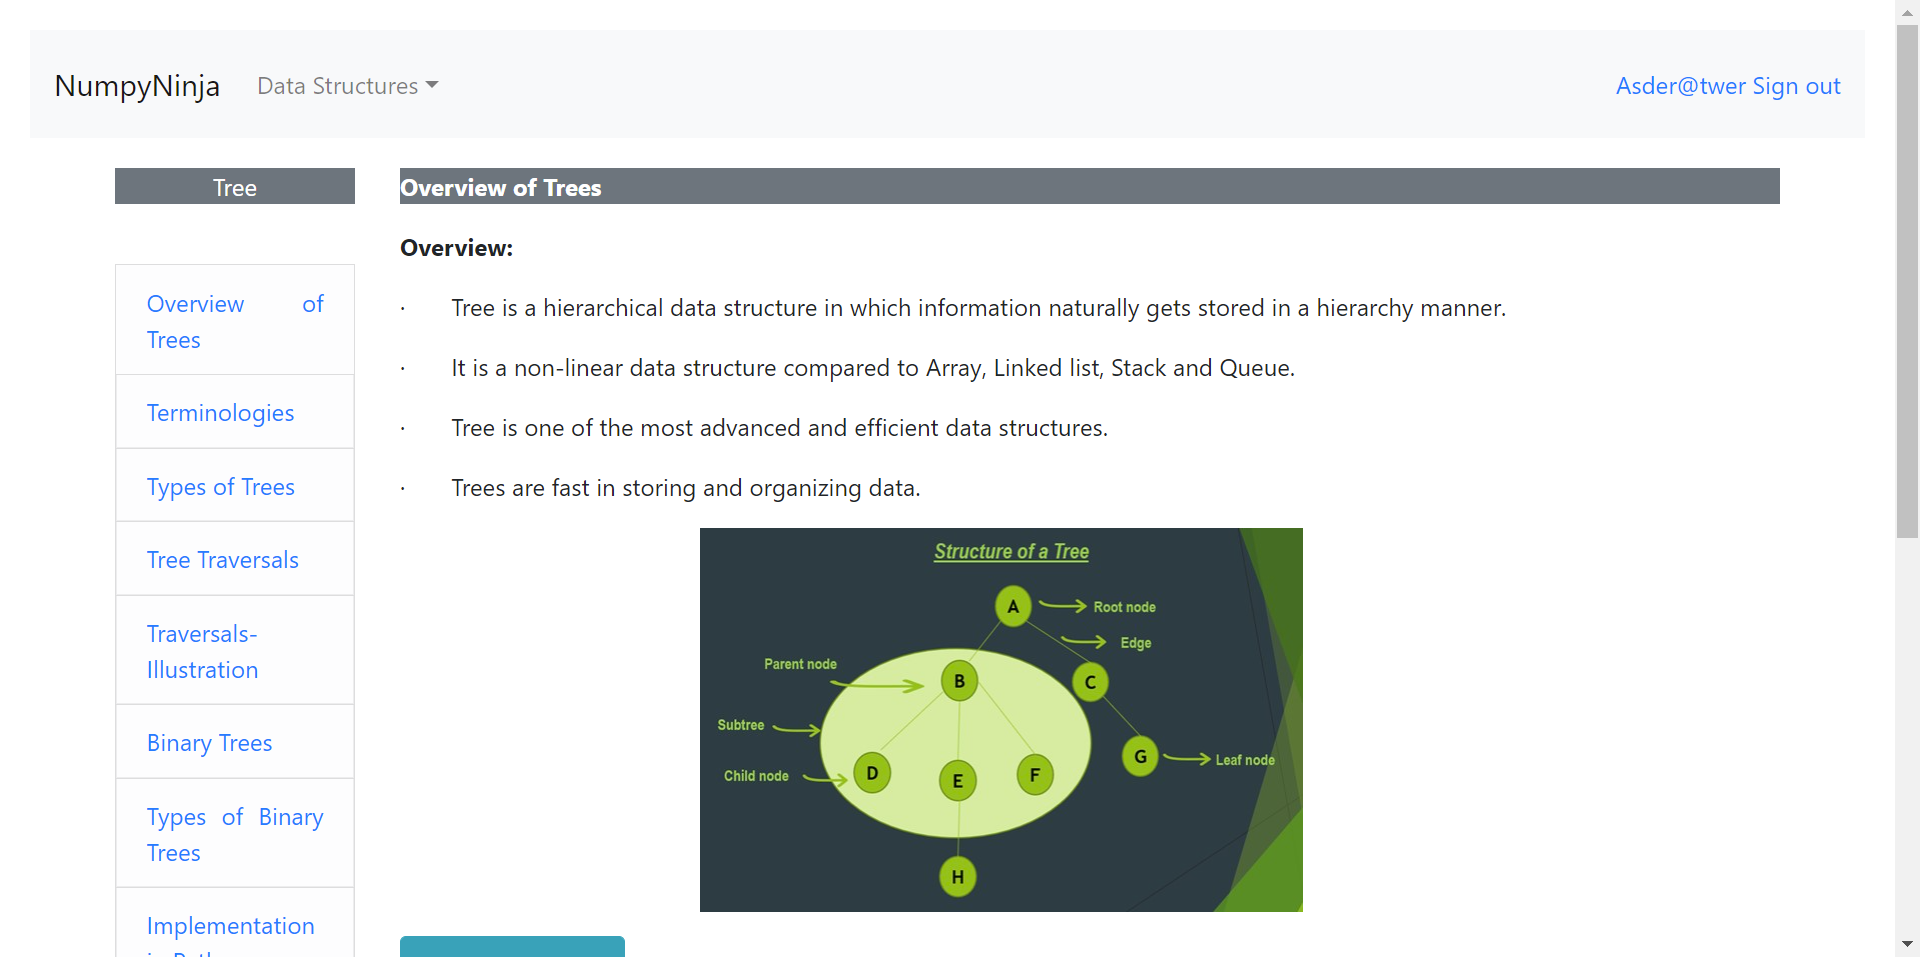 NumpyNinja
Data Structures
Asder@twer Sign out
Tree
Overview of
Trees
Terminologies
Types of Trees
Tree Traversals
Traversals-
Illustration
Binary Trees
Types of Binary
Trees
Implementation
Overview of Trees
Overview:
· Tree is a hierarchical data structure in which information naturally gets stored in a hierarchy manner.
· It is a non-linear data structure compared to Array, Linked list, Stack and Queue.
· Tree is one of the most advanced and efficient data structures.
· Trees are fast in storing and organizing data.
Structure of a Tree
A
Root node
Edge
Parent node
B
C
Subtree
G
Leaf node
Child node
D
E
F
H